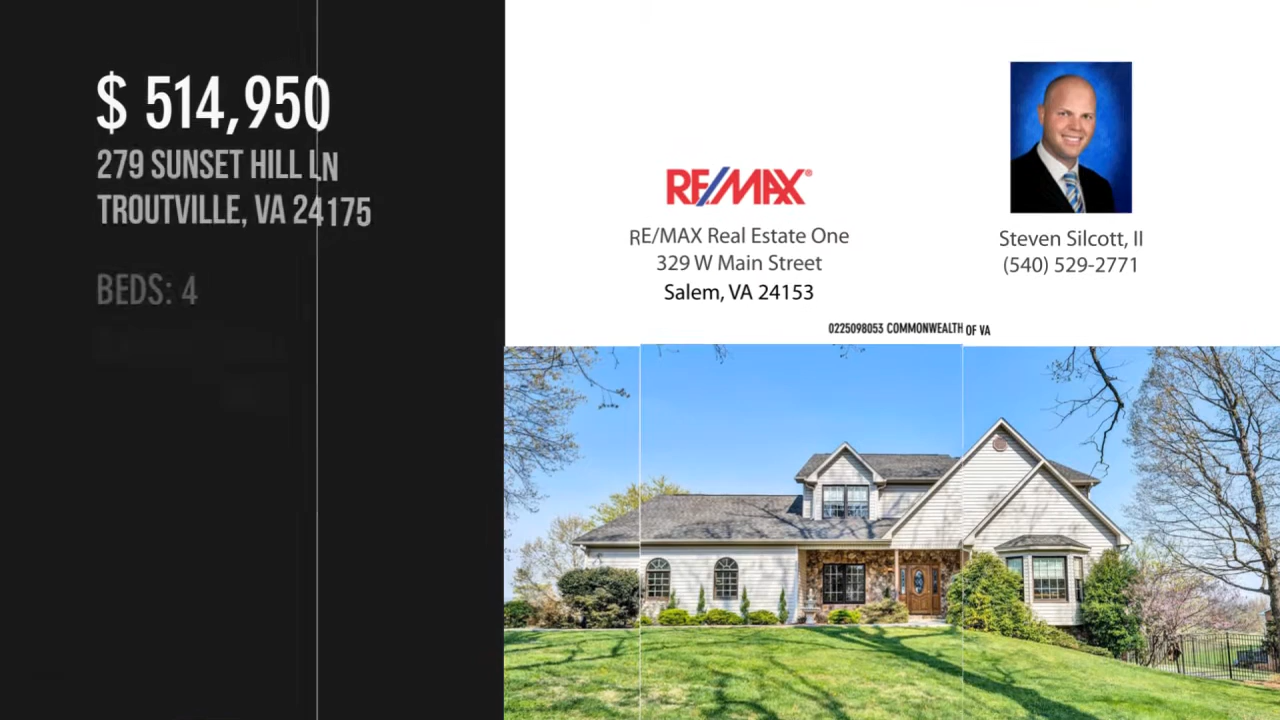 $ 514,950
279 SUNSET HILL LN
TROUTVILLE, VA 24175
BEDS: 4
RE/MAX®
RE/MAX Real Estate One
329 W Main Street
Salem, VA 24153
Steven Silcott, II
(540) 529-2771
0225098053 COMMONWEALTH OF VA